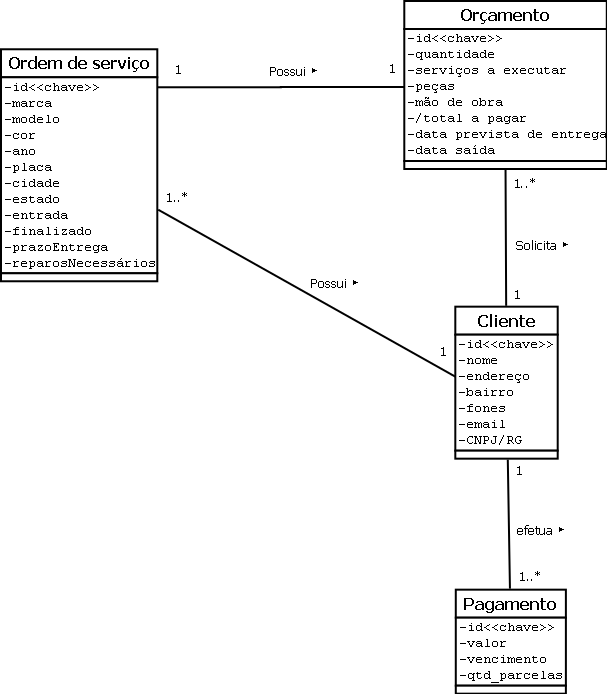 Orçamento
-id<<chave>>
-quantidade
-serviços a executar
-peças
-mão de obra
-/total a pagar
-data prevista de entrega
-data saída
Ordem de serviço
-id<<chave>>
-marca
-modelo
-cor
-ano
-placa
-cidade
-estado
-entrada
-finalizado
-prazoEntrega
-reparosNecessários
1
Possui ▸
1
1..*
Solicita ▸
1
1..*
Possui ▸
1
Cliente
-id<<chave>>
-nome
-endereço
-bairro
-fones
-email
-CNPJ/RG
1
efetua ▸
1..*
Pagamento
-id<<chave>>
-valor
-vencimento
-qtd_parcelas